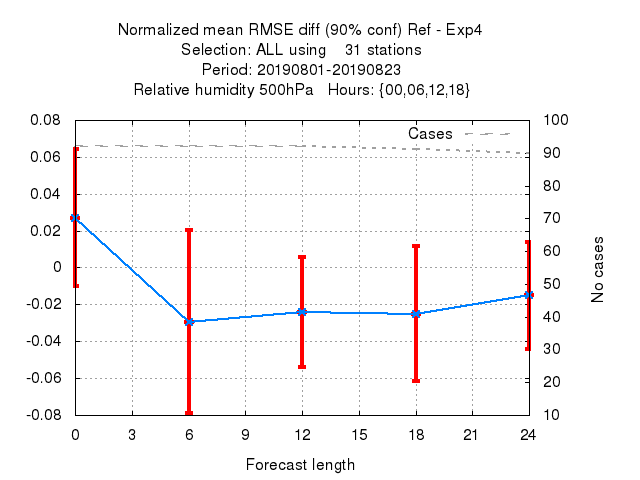 Normalized mean RMSE diff (90% conf) Ref - Exp4
Selection: ALL using 31 stations
Period: 20190801-20190823
Relative humidity 500hPa Hours: {00,06,12,18}
0.08
0.06
0.04
0.02
0
-0.02
-0.04
-0.06
-0.08
Cases
100
90
80
70
60
50
40
30
20
10
No cases
0 3 6 9 12 15 18 21 24
Forecast length